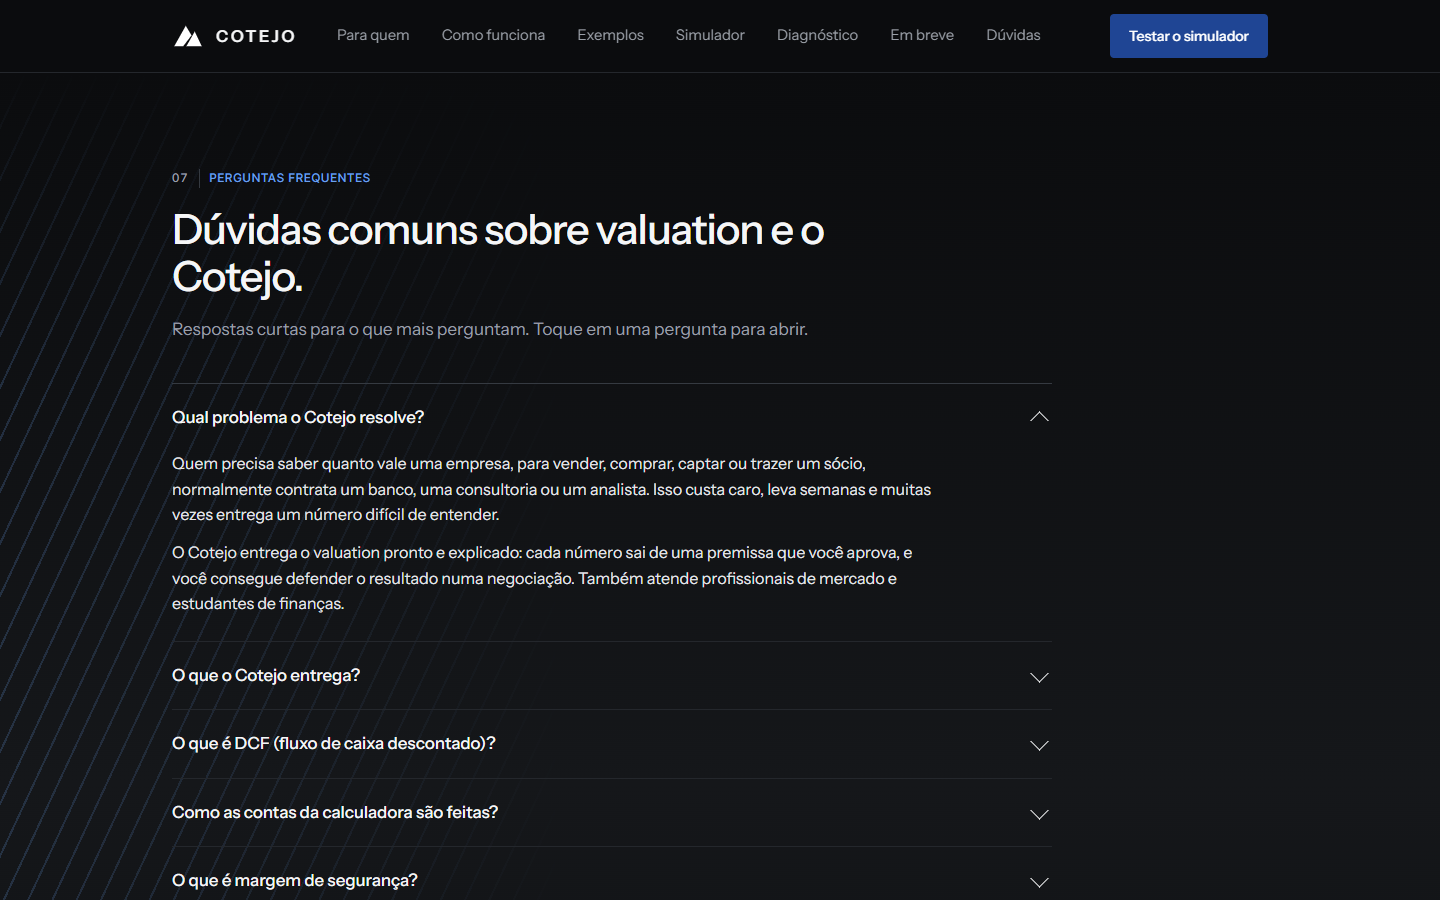 COTEJO
Para quem
Como funciona
Exemplos
Simulador
Diagnóstico
Em breve
Dúvidas
Testar o simulador
07
PERGUNTAS FREQUENTES
Dúvidas comuns sobre valuation e o
Cotejo.
Respostas curtas para o que mais perguntam. Toque em uma pergunta para abrir.
Qual problema o Cotejo resolve?
Quem precisa saber quanto vale uma empresa, para vender, comprar, captar ou trazer um sócio,
normalmente contrata um banco, uma consultoria ou um analista. Isso custa caro, leva semanas e muitas
vezes entrega um número difícil de entender.
O Cotejo entrega o valuation pronto e explicado: cada número sai de uma premissa que você aprova, e
você consegue defender o resultado numa negociação. Também atende profissionais de mercado e
estudantes de finanças.
O que o Cotejo entrega?
O que é DCF (fluxo de caixa descontado)?
Como as contas da calculadora são feitas?
O que é margem de segurança?